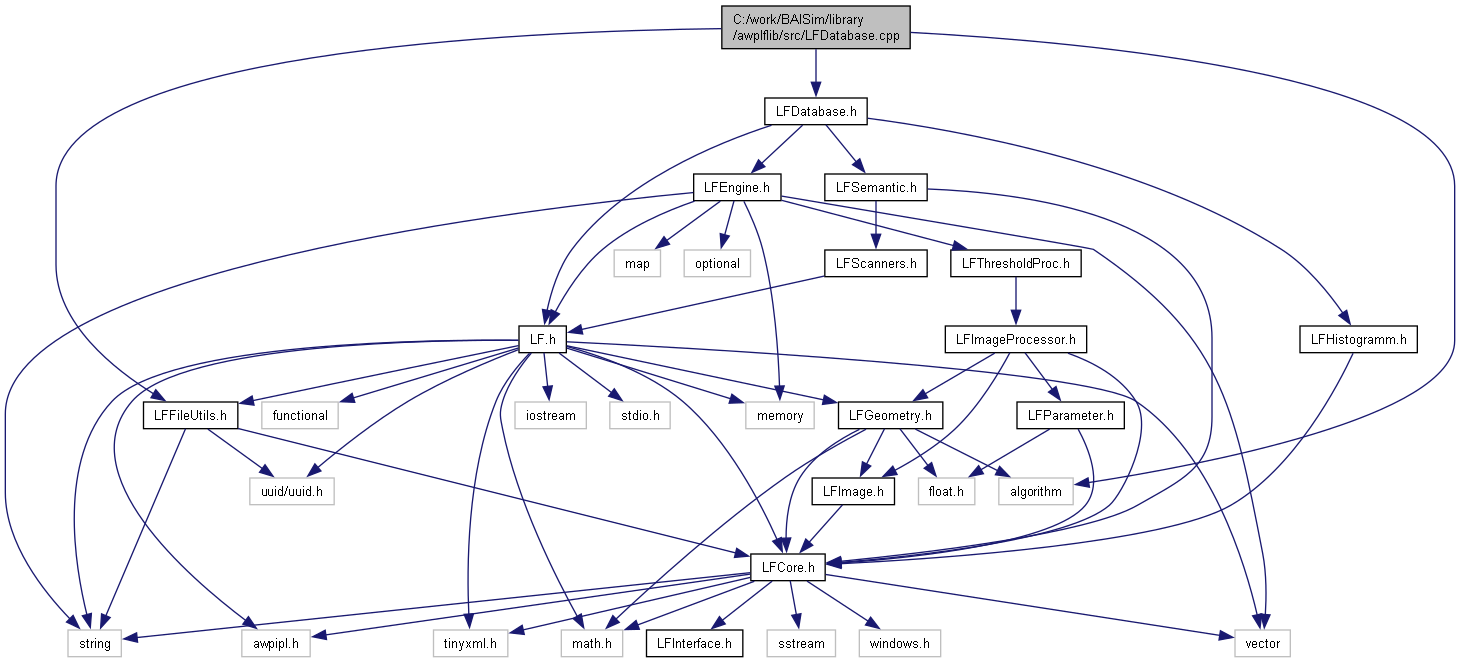 C:/work/BAISim/library
/awplflib/src/LFDatabase.cpp
LFDatabase.h
LFEngine.h
LFSemantic.h
map
optional
LFScanners.h
LFThresholdProc.h
LF.h
LFImageProcessor.h
LFHistogramm.h
LFFileUtils.h
functional
iostream
stdio.h
memory
LFGeometry.h
LFParameter.h
uuid/uuid.h
LFImage.h
float.h
algorithm
LFCore.h
string
awpipl.h
tinyxml.h
math.h
LFInterface.h
sstream
windows.h
vector